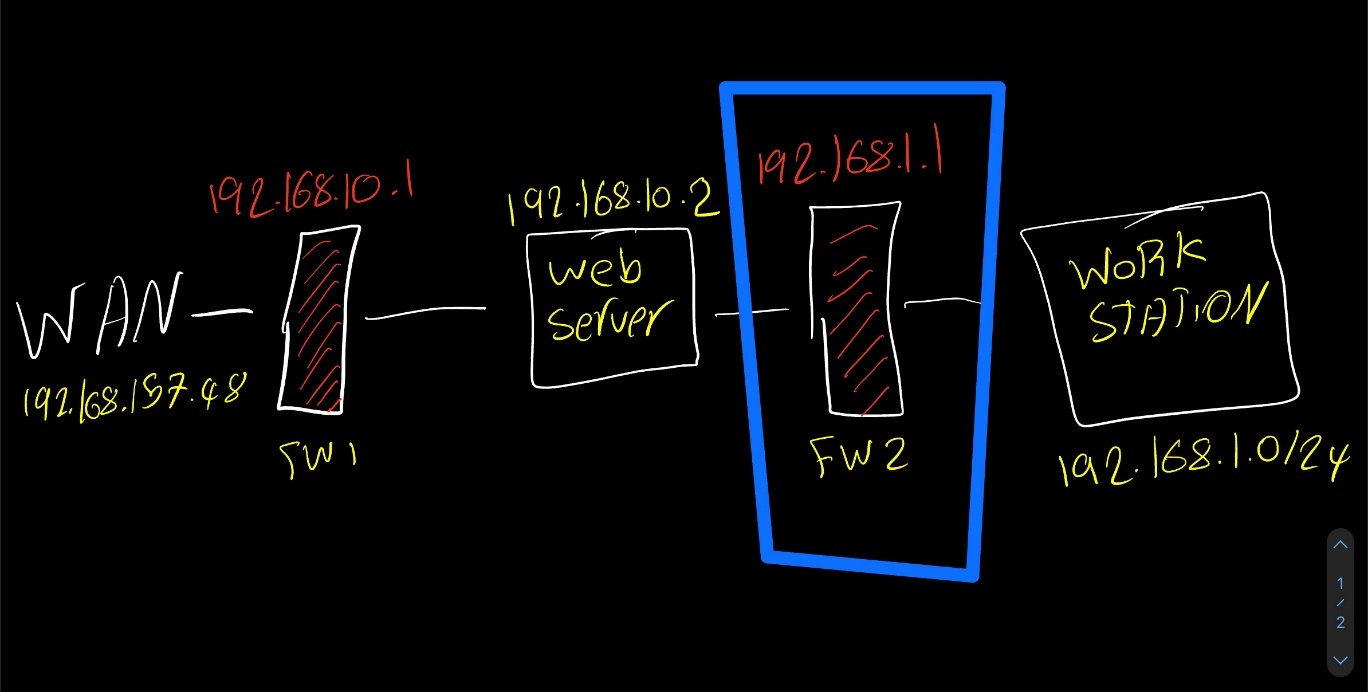 192.168.10.1
192.168.10.2
192.168.1.1
WAN
192.168.157.48
web
server
WORK
STATION
FW1
FW2
192.168.1.0/24
1
/
2